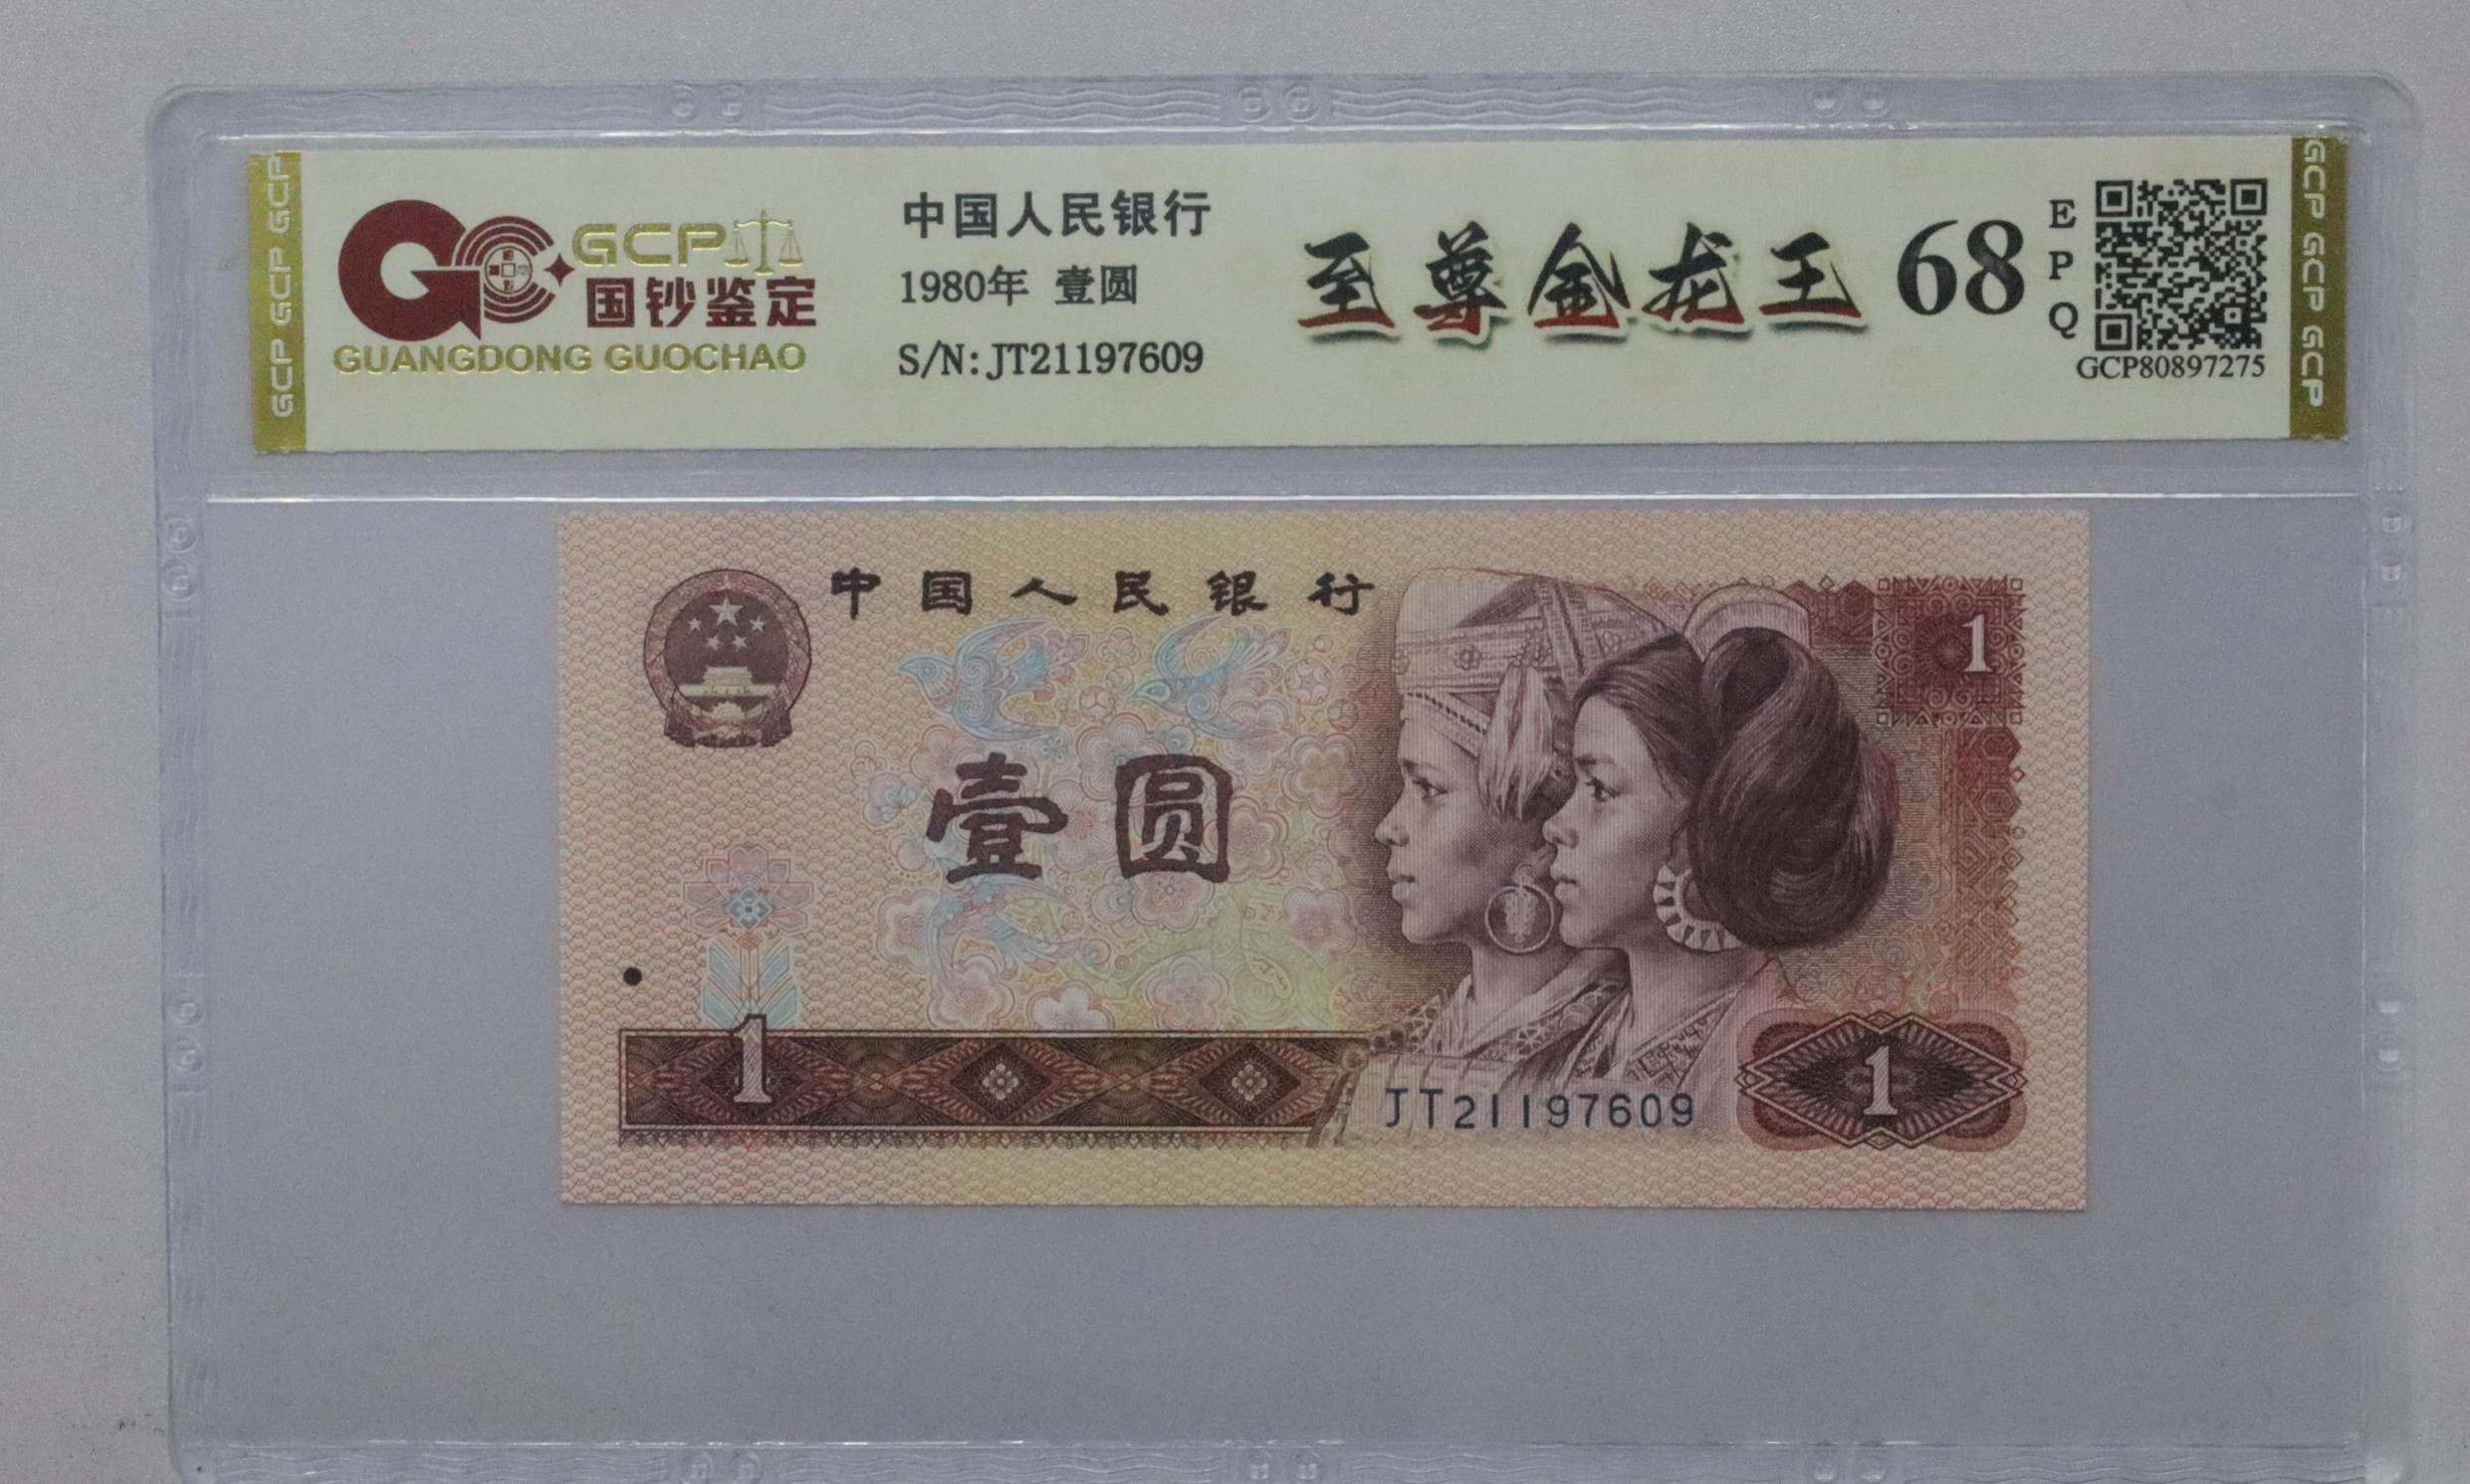 GCP GCP GCP
GCP
国钞鉴定
GUANGDONG GUOCHAO
中国人民银行
1980年 壹圆
S/N: JT21197609
至尊金龙王
68
E
P
Q
GCP80897275
GCP GCP GCP
中国人民银行
1
壹圆
1
JT21197609
1